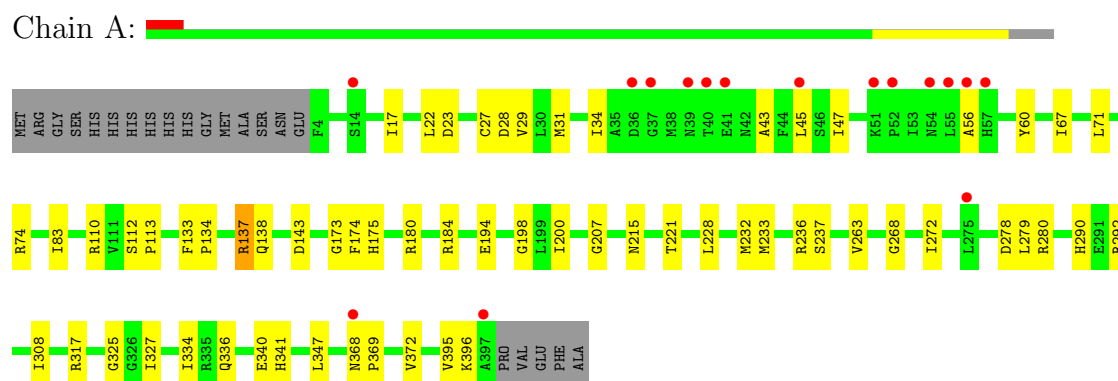 Chain A:
MET ARG GLY SER HIS HIS HIS HIS HIS HIS GLY MET ALA SER ASN GLU F4 S14 I17 L22 D23 C27 D28 V29 L30 M31 I34 A35 D36 G37 M38 N39 T40 E41 N42 A43 F44 L45 S46 I47 K51 P52 I53 N54 L55 A56 H57 Y60 I67 L71
R74 I83 R110 V111 S112 P113 F133 P134 R137 Q138 D143 G173 F174 H175 R180 R184 E194 G198 L199 I200 G207 N215 T221 L228 M232 M233 R236 S237 V263 G268 I272 L275 D278 L279 R280 H290 E291
I308 R317 G325 G326 I327 I334 R335 Q336 E340 H341 L347 N368 P369 V372 V395 K396 A397 PRO VAL GLU PHE ALA